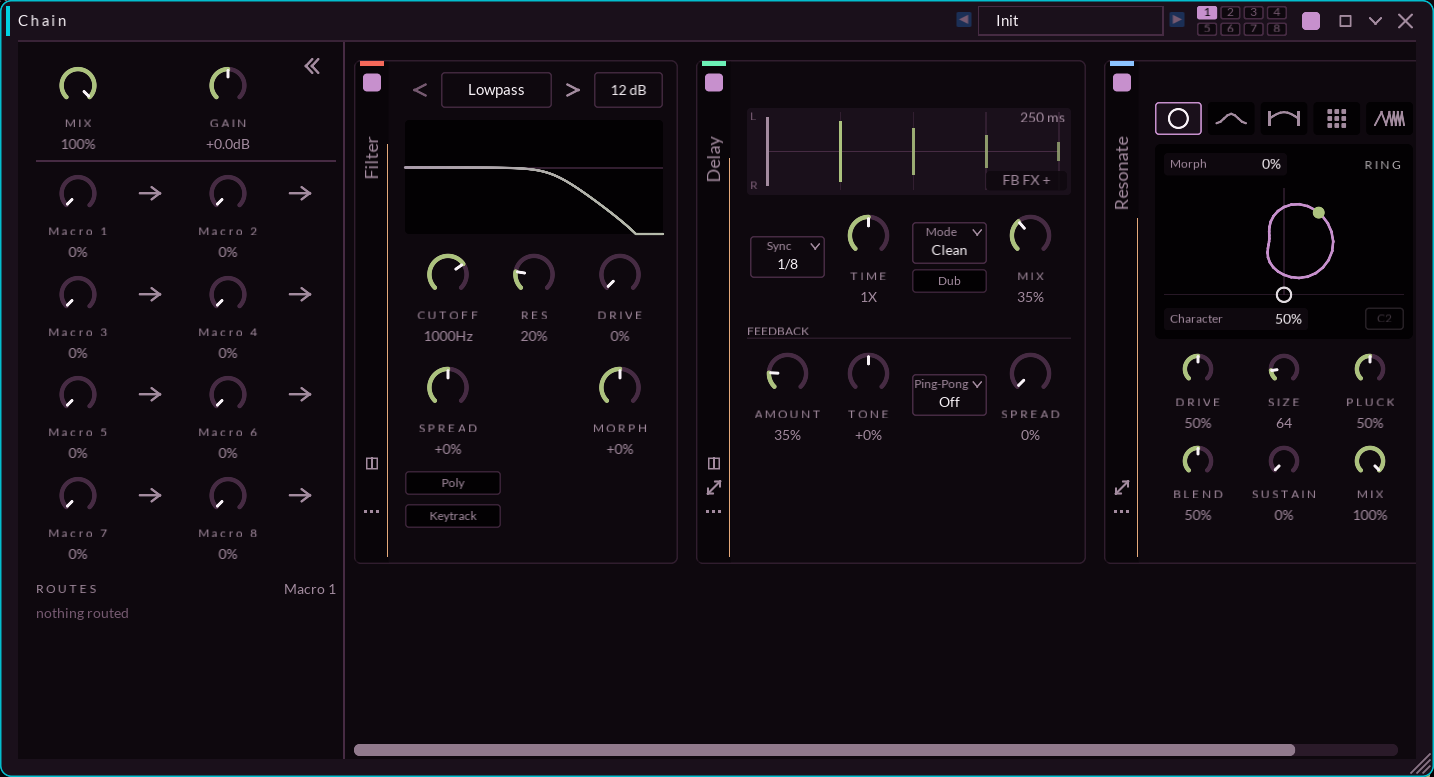 Chain
Init
1 2 3 4
5 6 7 8
MIX
100%
GAIN
+0.0dB
Macro 1
0%
Macro 2
0%
Macro 3
0%
Macro 4
0%
Macro 5
0%
Macro 6
0%
Macro 7
0%
Macro 8
0%
ROUTES
Macro 1
nothing routed
Filter
Lowpass
12 dB
CUTOFF
1000Hz
RES
20%
DRIVE
0%
SPREAD
+0%
MORPH
+0%
Poly
Keytrack
Delay
L
R
250 ms
FB FX +
Sync
1/8
TIME
1X
Mode
Clean
Dub
MIX
35%
FEEDBACK
AMOUNT
35%
TONE
+0%
Ping-Pong
Off
SPREAD
0%
Resonate
Morph
0%
RING
Character
50%
C2
DRIVE
50%
SIZE
64
PLUCK
50%
BLEND
50%
SUSTAIN
0%
MIX
100%